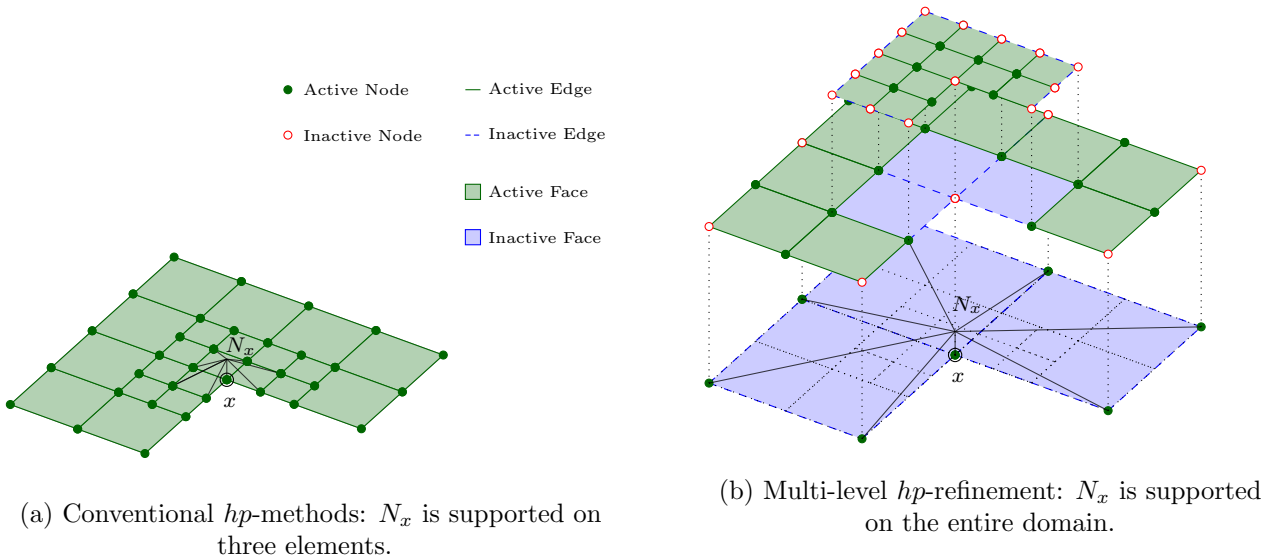 Active Node
Inactive Node
Active Edge
Inactive Edge
Active Face
Inactive Face
N_x
x
N_x
x
(a) Conventional hp-methods: N_x is supported on
three elements.
(b) Multi-level hp-refinement: N_x is supported
on the entire domain.